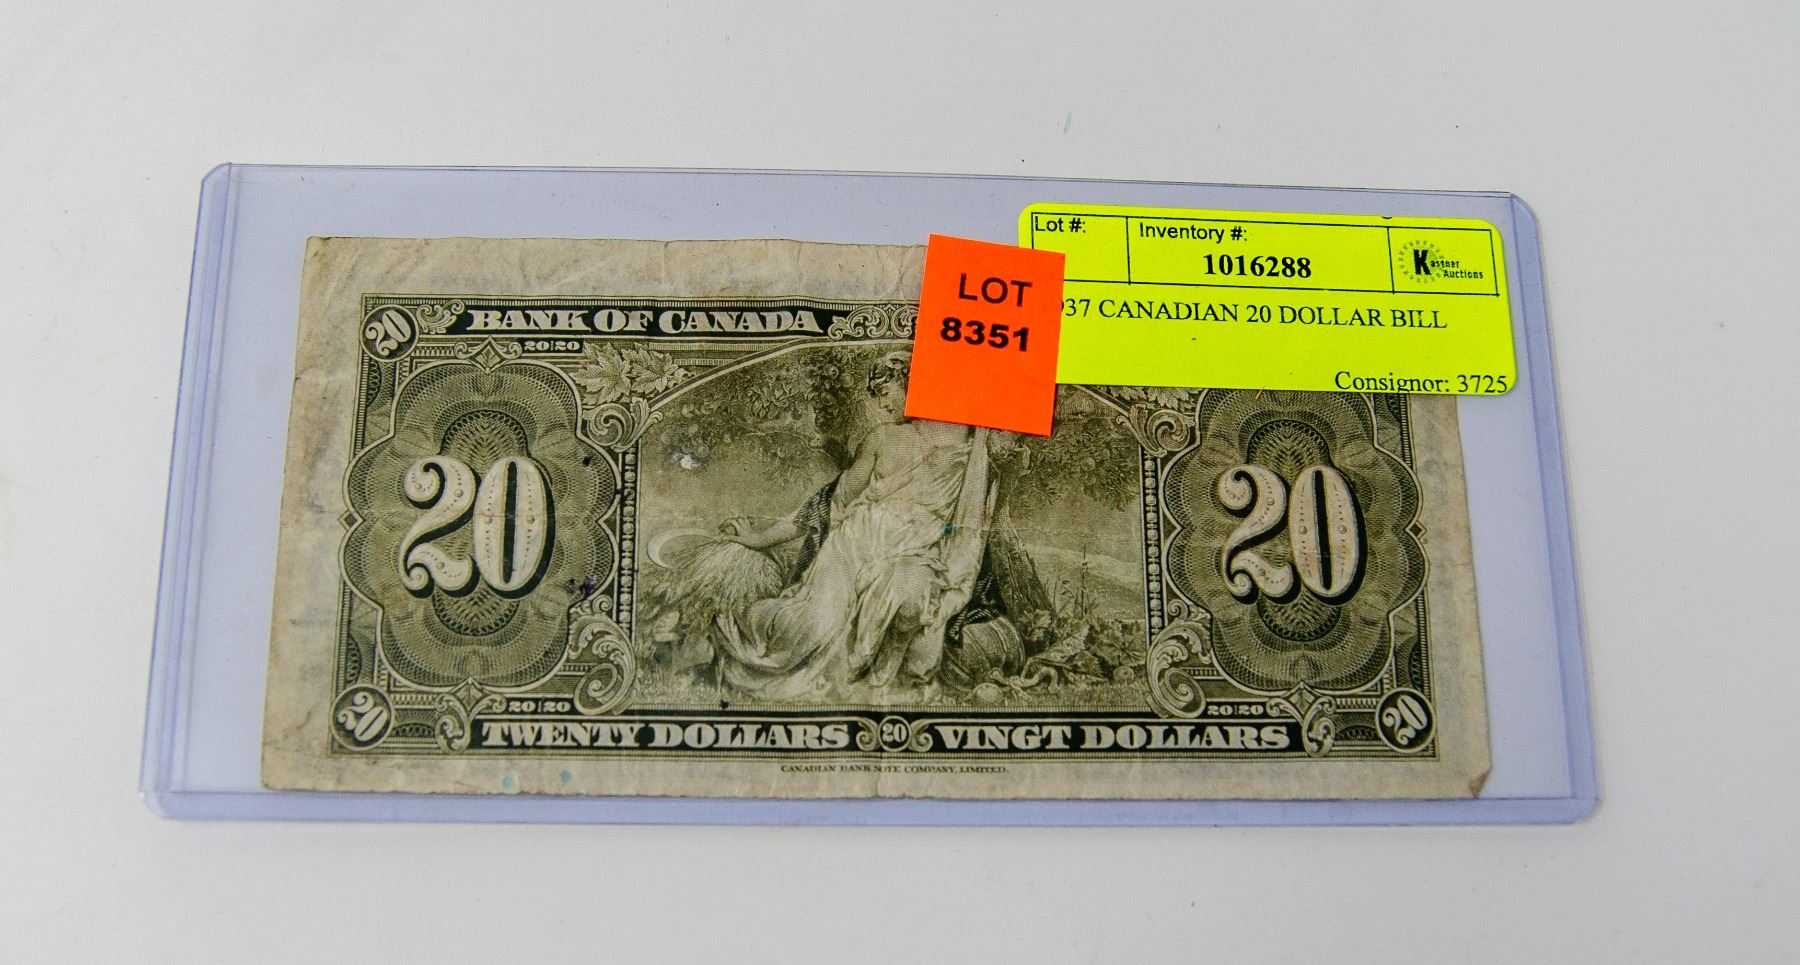 Lot #:
Inventory #:
1016288
Kastner
Auctions
LOT
8351
937 CANADIAN 20 DOLLAR BILL
Consignor: 3725
20
BANK OF CANADA
20 20
20
20
20 20
20 20
20
TWENTY DOLLARS 20 VINGT DOLLARS
20
CANADIAN BANK NOTE COMPANY, LIMITED.